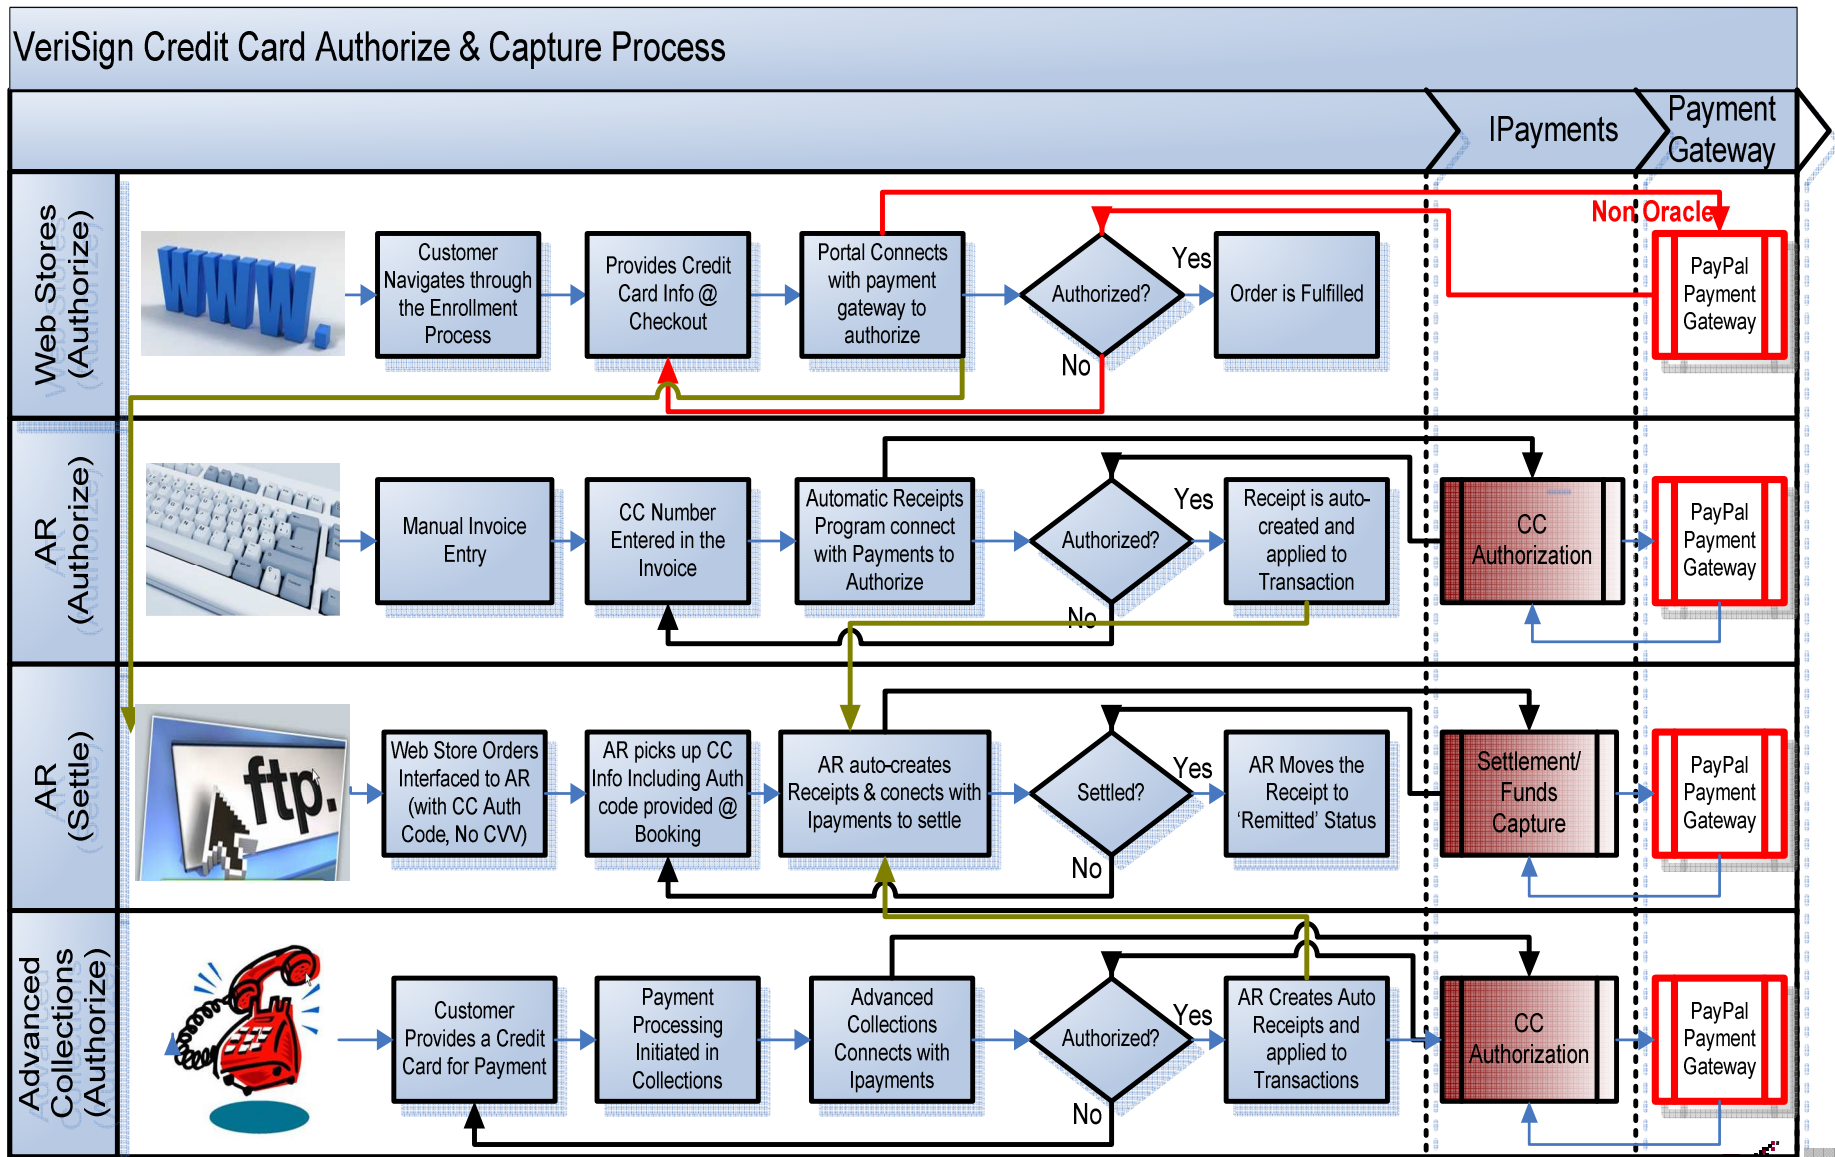 VeriSign Credit Card Authorize & Capture Process
IPayments
Payment
Gateway
Web Stores
(Authorize)
WWW.
Customer
Navigates through
the Enrollment
Process
Provides Credit
Card Info @
Checkout
Portal Connects
with payment
gateway to
authorize
Authorized?
Yes
No
Order is Fulfilled
Non Oracle
PayPal
Payment
Gateway
AR
(Authorize)
Manual Invoice
Entry
CC Number
Entered in the
Invoice
Automatic Receipts
Program connect
with Payments to
Authorize
Authorized?
Yes
No
Receipt is auto-
created and
applied to
Transaction
CC
Authorization
PayPal
Payment
Gateway
AR
(Settle)
ftp.
Web Store Orders
Interfaced to AR
(with CC Auth
Code, No CVV)
AR picks up CC
Info Including Auth
code provided @
Booking
AR auto-creates
Receipts & conects with
Ipayments to settle
Settled?
Yes
No
AR Moves the
Receipt to
‘Remitted’ Status
Settlement/
Funds
Capture
PayPal
Payment
Gateway
Advanced
Collections
(Authorize)
Customer
Provides a Credit
Card for Payment
Payment
Processing
Initiated in
Collections
Advanced
Collections
Connects with
Ipayments
Authorized?
Yes
No
AR Creates Auto
Receipts and
applied to
Transactions
CC
Authorization
PayPal
Payment
Gateway